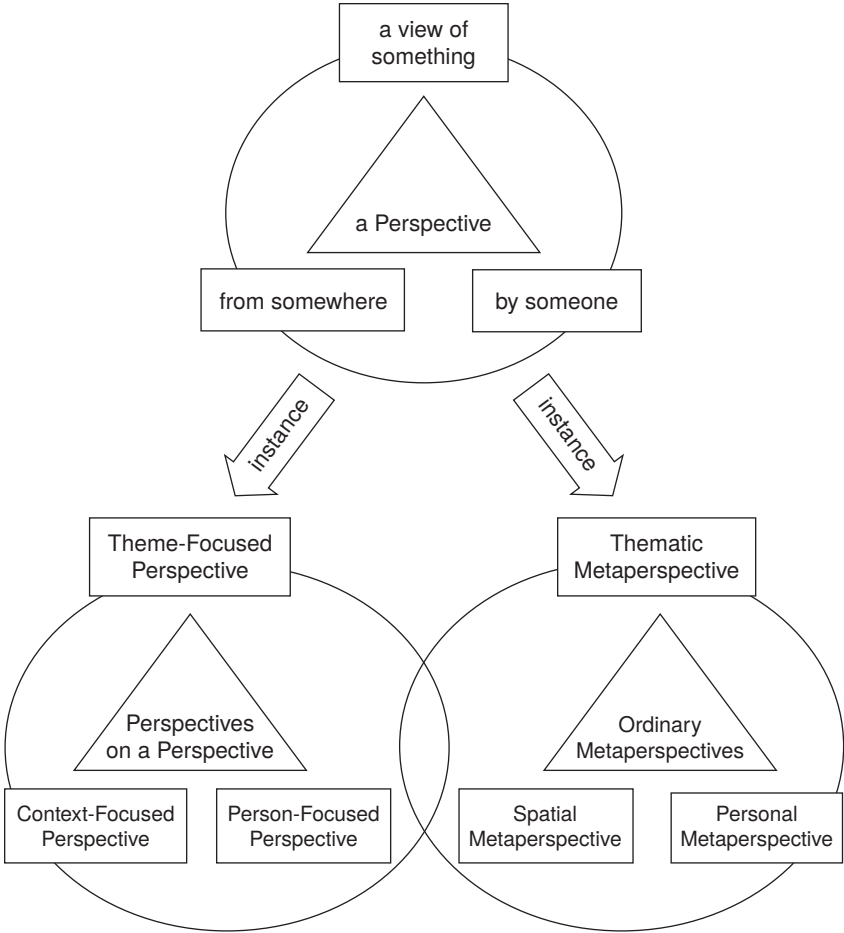 a view of
something
a Perspective
from somewhere
by someone
instance
instance
Theme-Focused
Perspective
Thematic
Metaperspective
Perspectives
on a Perspective
Ordinary
Metaperspectives
Context-Focused
Perspective
Person-Focused
Perspective
Spatial
Metaperspective
Personal
Metaperspective